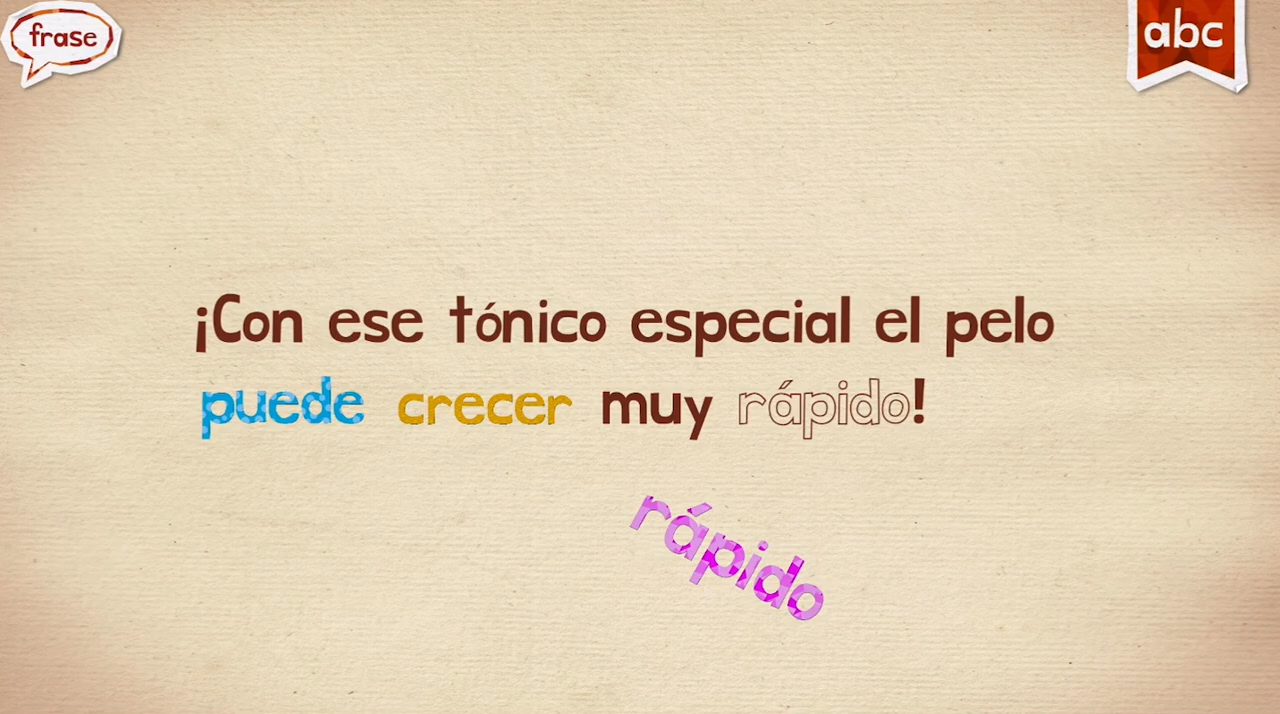 frase
abc
¡Con ese tónico especial el pelo
puede crecer muy rápido!
rápido